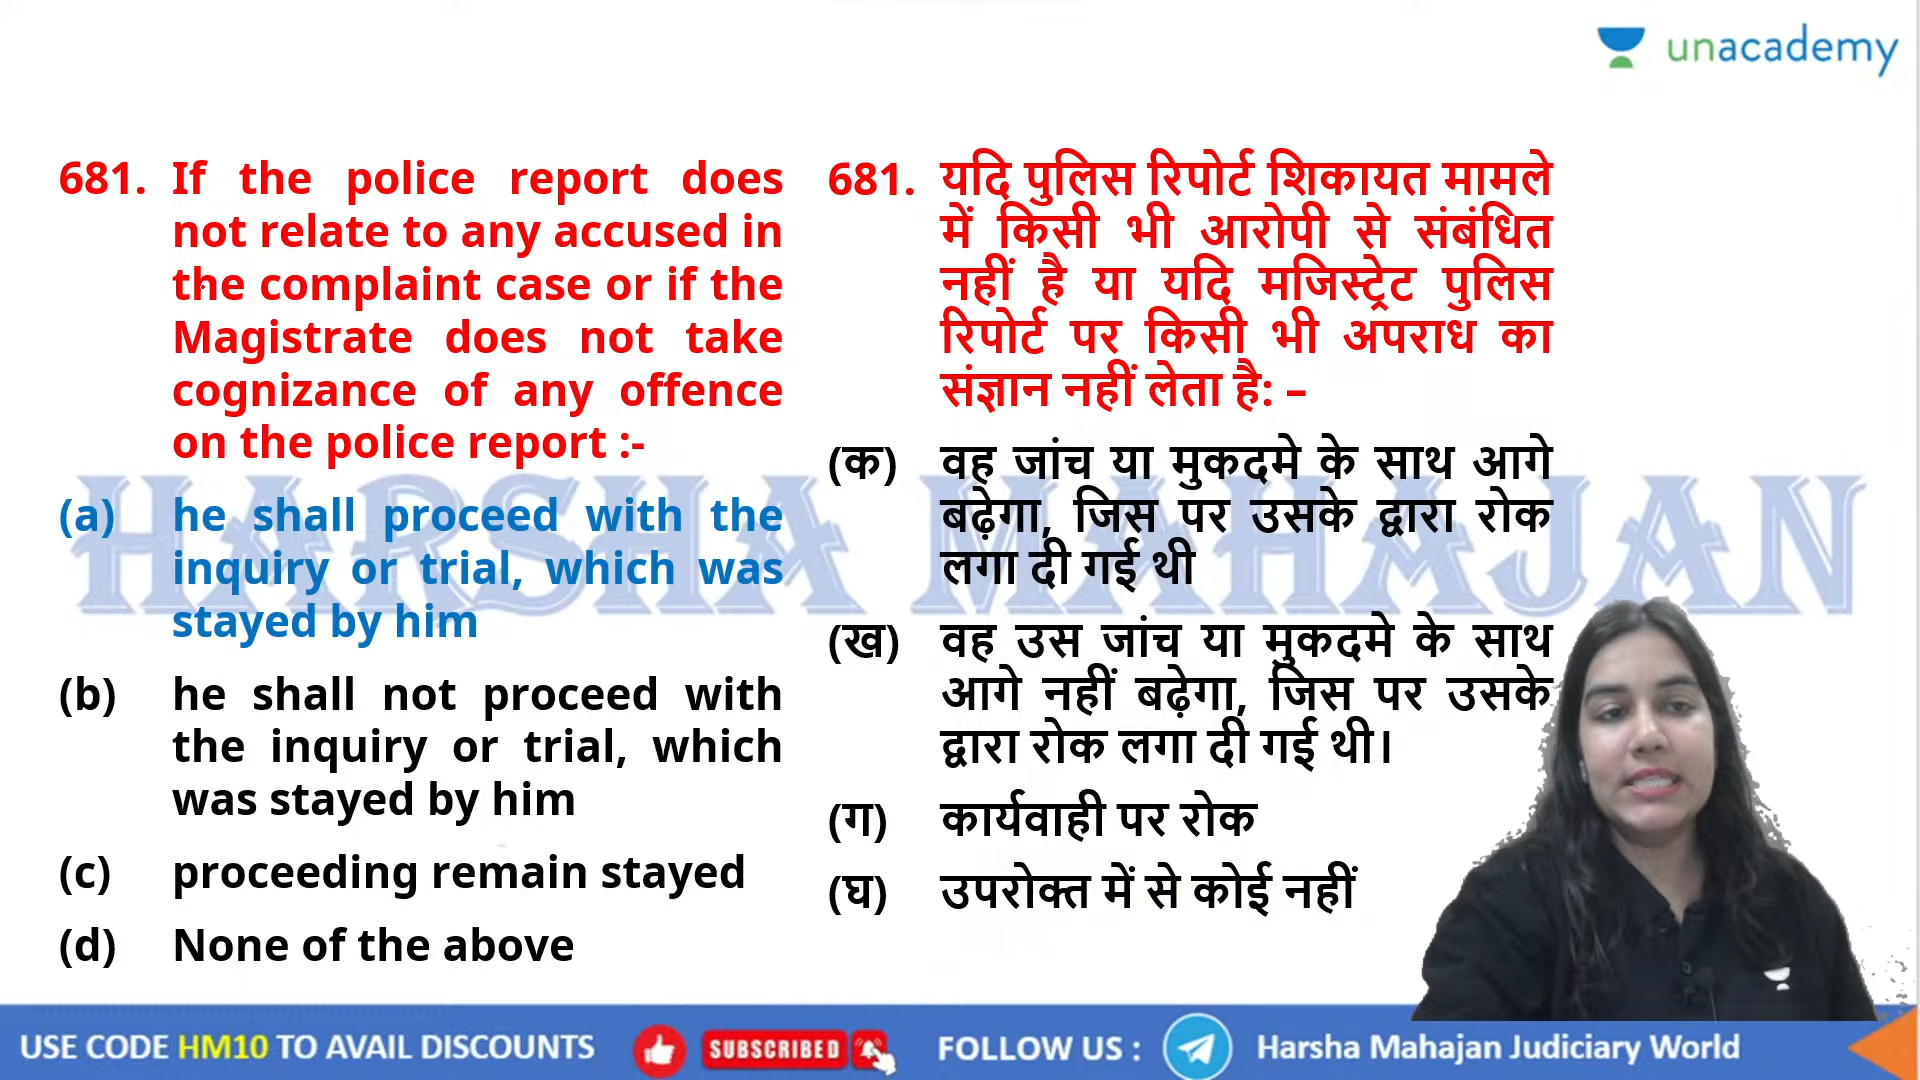 unacademy
681. If the police report does
not relate to any accused in
the complaint case or if the
Magistrate does not take
cognizance of any offence
on the police report :-
(a) he shall proceed with the
inquiry or trial, which was
stayed by him
(b) he shall not proceed with
the inquiry or trial, which
was stayed by him
(c) proceeding remain stayed
(d) None of the above
681. यदि पुलिस रिपोर्ट शिकायत मामले
में किसी भी आरोपी से संबंधित
नहीं है या यदि मजिस्ट्रेट पुलिस
रिपोर्ट पर किसी भी अपराध का
संज्ञान नहीं लेता है: –
(क) वह जांच या मुकदमे के साथ आगे
बढ़ेगा, जिस पर उसके द्वारा रोक
लगा दी गई थी
(ख) वह उस जांच या मुकदमे के साथ
आगे नहीं बढ़ेगा, जिस पर उसके
द्वारा रोक लगा दी गई थी।
(ग) कार्यवाही पर रोक
(घ) उपरोक्त में से कोई नहीं
HARSHA MAHAJAN
USE CODE HM10 TO AVAIL DISCOUNTS
SUBSCRIBED
FOLLOW US :
Harsha Mahajan Judiciary World